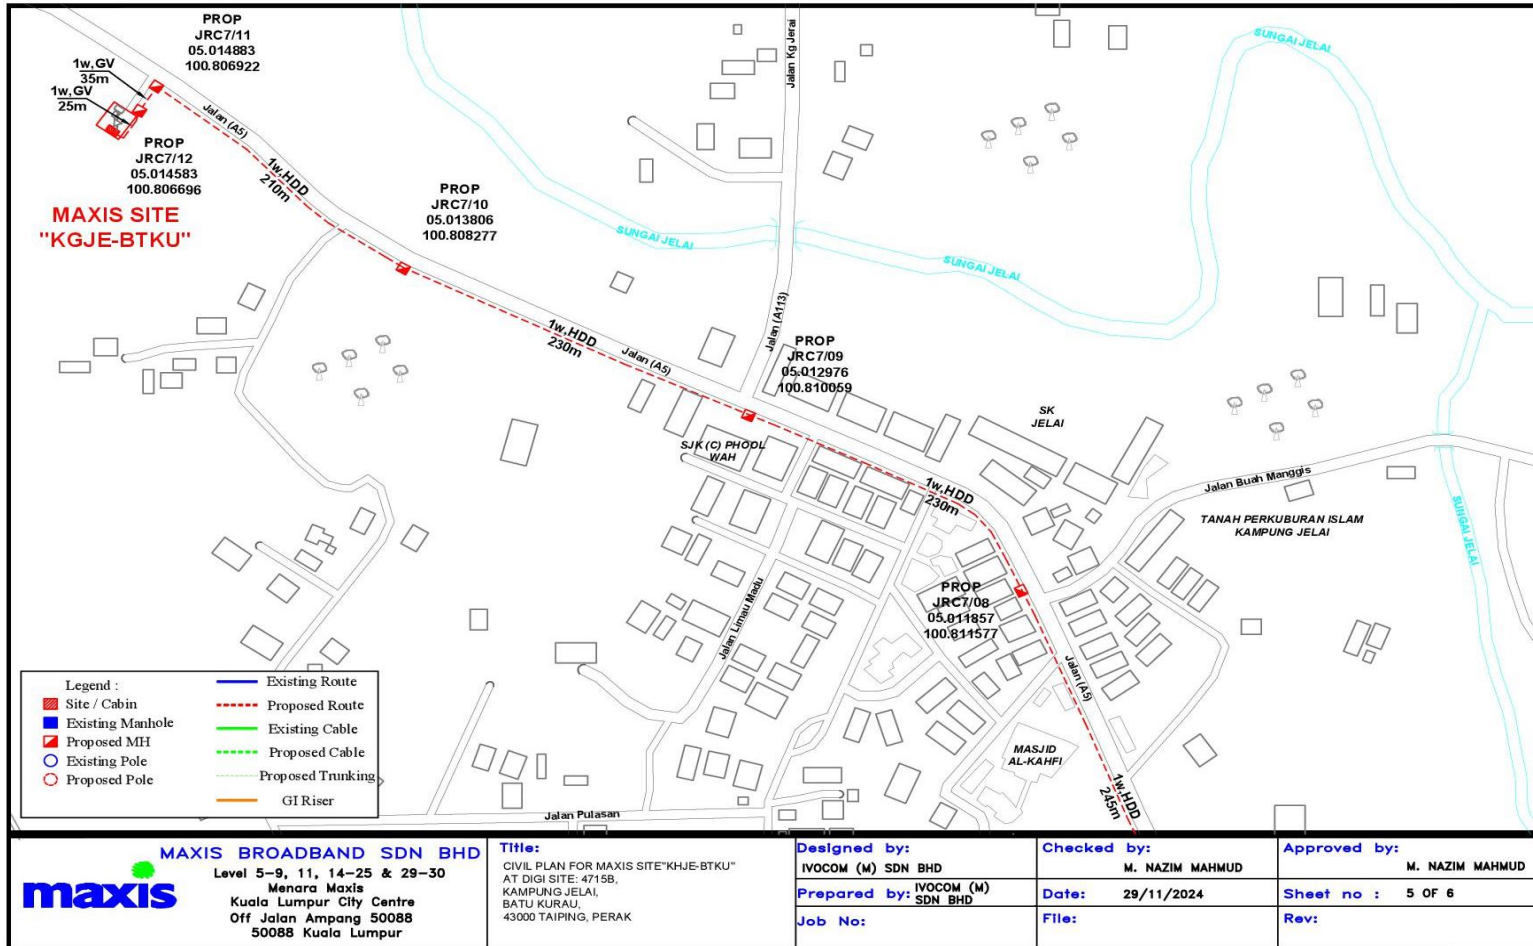 PROP
JRC7/11
05.014883
100.806922
1w,GV
35m
1w,GV
25m
Jalan (A5)
PROP
JRC7/12
05.014583
100.806696
MAXIS SITE
"KGJE-BTKU"
1w,HDD
210m
PROP
JRC7/10
05.013806
100.808277
SUNGAI JELAI
Jalan Kg Jerai
SUNGAI JELAI
SUNGAI JELAI
Jalan (A113)
1w,HDD
230m
Jalan (A5)
PROP
JRC7/09
05.012976
100.810059
SJK (C) PHOOL
WAH
SK
JELAI
1w,HDD
230m
Jalan Buah Manggis
TANAH PERKUBURAN ISLAM
KAMPUNG JELAI
SUNGAI JELAI
PROP
JRC7/08
05.011857
100.811577
Jalan Limau Madu
Jalan (A5)
MASJID
AL-KAHFI
1w,HDD
245m
Jalan Pulasan
Legend :
Site / Cabin
Existing Manhole
Proposed MH
Existing Pole
Proposed Pole
Existing Route
Proposed Route
Existing Cable
Proposed Cable
Proposed Trunking
GI Riser
maxis
MAXIS BROADBAND SDN BHD
Level 5-9, 11, 14-25 & 29-30
Menara Maxis
Kuala Lumpur City Centre
Off Jalan Ampang 50088
50088 Kuala Lumpur
Title:
CIVIL PLAN FOR MAXIS SITE"KHJE-BTKU"
AT DIGI SITE: 4715B,
KAMPUNG JELAI,
BATU KURAU,
43000 TAIPING, PERAK
Designed by:
IVOCOM (M) SDN BHD
Prepared by: IVOCOM (M)
SDN BHD
Job No:
Checked by:
M. NAZIM MAHMUD
Date: 29/11/2024
File:
Approved by:
M. NAZIM MAHMUD
Sheet no : 5 OF 6
Rev: